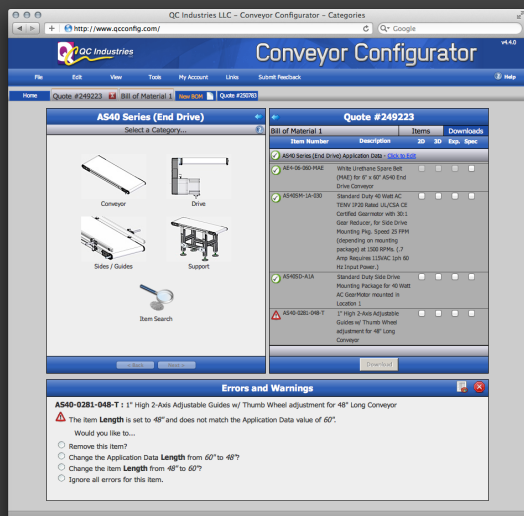 QC Industries LLC – Conveyor Configurator – Categories
http://www.qcconfig.com/
Google
QC Industries
Conveyor Configurator
v4.4.0
File Edit View Tools My Account Links Submit Feedback Help
Home Quote #249223 Bill of Material 1 New BOM Quote #250783
AS40 Series (End Drive)
Select a Category...
Conveyor
Drive
Sides / Guides
Support
Item Search
< Back Next >
Quote #249223
Bill of Material 1 Items Downloads
Item Number Description 2D 3D Exp. Spec
AS40 Series (End Drive) Application Data - Click to Edit
AE4-06-060-MAE White Urethane Spare Belt
(MAE) for 6" x 60" AS40 End
Drive Conveyor
AS405M-1A-030 Standard Duty 40 Watt AC
TENV IP20 Rated UL/CSA CE
Certified Gearmotor with 30:1
Gear Reducer, for Side Drive
Mounting Pkg. Speed 25 FPM
(depending on mounting
package) at 1500 RPMs. (.7
Amp Requires 115VAC 1ph 60
Hz Input Power.)
AS405D-A1A Standard Duty Side Drive
Mounting Package for 40 Watt
AC GearMotor mounted in
Location 1
AS40-0281-048-T 1" High 2-Axis Adjustable
Guides w/ Thumb Wheel
adjustment for 48" Long
Conveyor
Download
Errors and Warnings
AS40-0281-048-T : 1" High 2-Axis Adjustable Guides w/ Thumb Wheel adjustment for 48" Long Conveyor
The item Length is set to 48" and does not match the Application Data value of 60".
Would you like to...
Remove this item?
Change the Application Data Length from 60" to 48"?
Change the item Length from 48" to 60"?
Ignore all errors for this item.